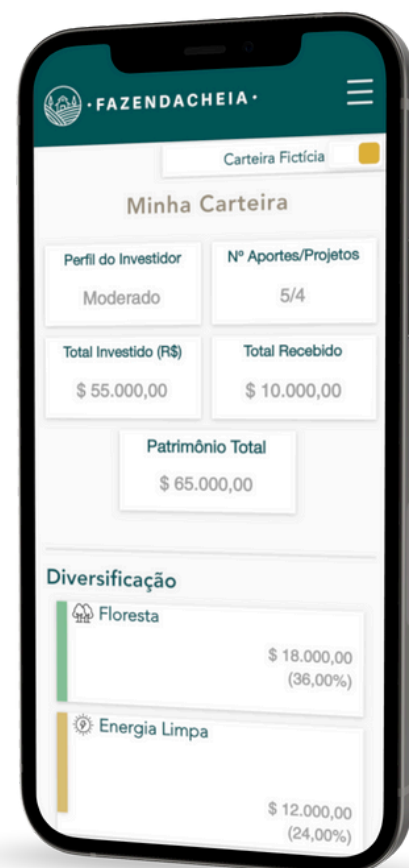 ·FAZENDACHEIA·
Carteira Fictícia
Minha Carteira
Perfil do Investidor
Moderado
Nº Aportes/Projetos
5/4
Total Investido (R$)
$ 55.000,00
Total Recebido
$ 10.000,00
Patrimônio Total
$ 65.000,00
Diversificação
Floresta
$ 18.000,00
(36,00%)
Energia Limpa
$ 12.000,00
(24,00%)